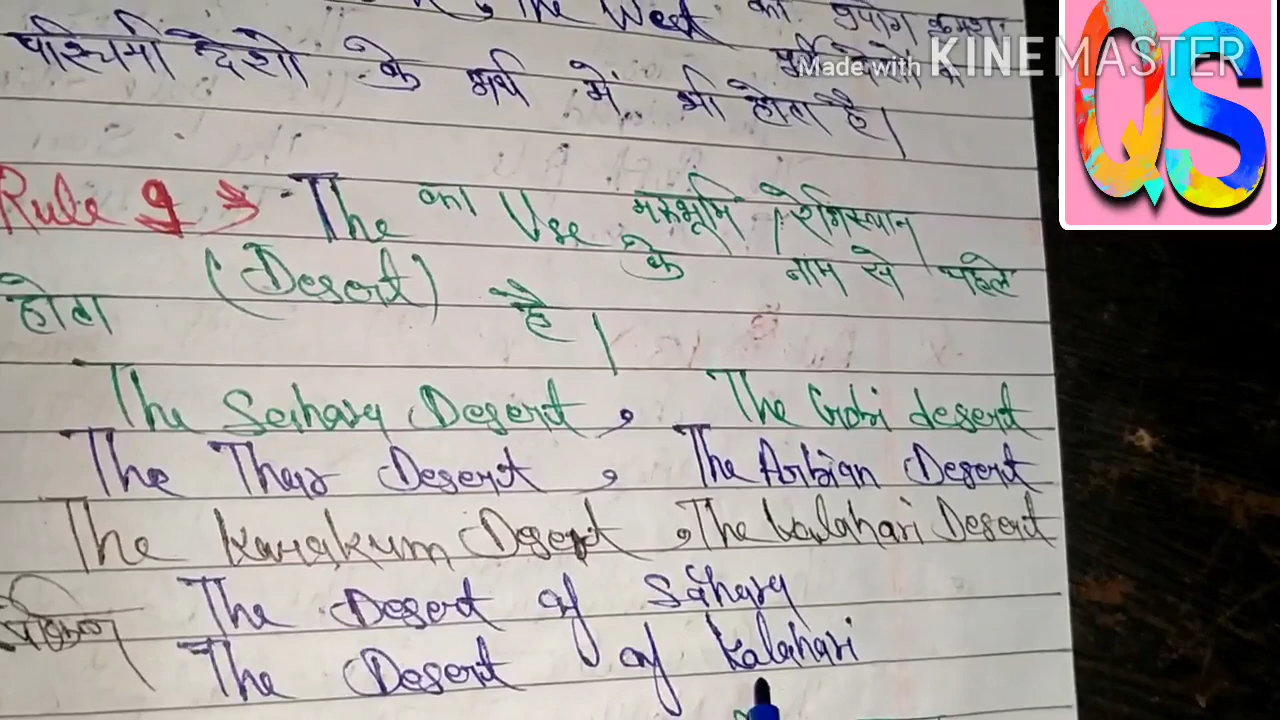 The West का प्रयोग क्रमशः
पश्चिमी देशो के अर्थ में भी होता है।
Made with KINEMASTER
QS
Rule 9 → The का Use मरूभूमि / रेगिस्थान
(Desert) के नाम से पहले
होता है।
The Sahara Desert, The Gobi desert
The Thar Desert, The Arbian Desert
The Karakum Desert, The Kalahari Desert
लेकिन The Desert of Sahara
The Desert of Kalahari